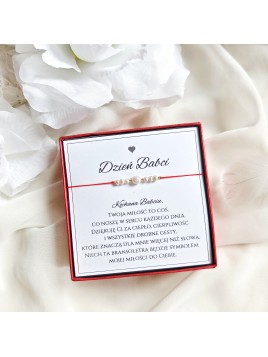 Dzień Babci
Kochana Babciu,
Twoja miłość to coś,
co noszę w sercu każdego dnia.
Dziękuję Ci za ciepło, cierpliwość
i wszystkie drobne gesty,
które znaczą dla mnie więcej niż słowa.
Niech ta bransoletka będzie symbolem
mojej miłości do Ciebie.